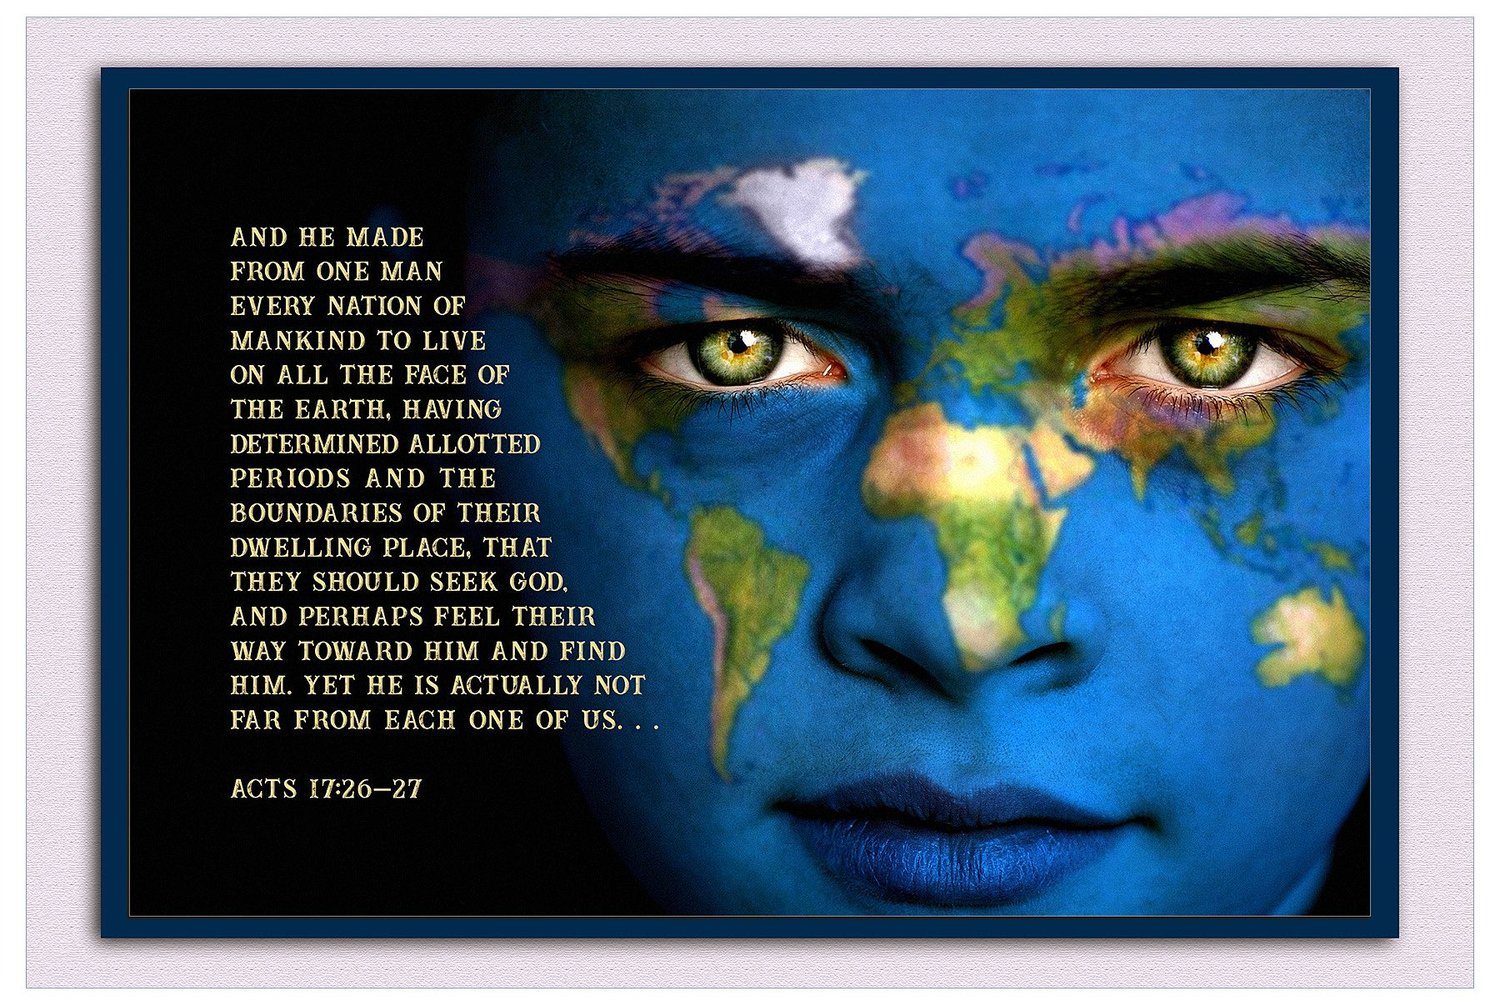 AND HE MADE
FROM ONE MAN
EVERY NATION OF
MANKIND TO LIVE
ON ALL THE FACE OF
THE EARTH, HAVING
DETERMINED ALLOTTED
PERIODS AND THE
BOUNDARIES OF THEIR
DWELLING PLACE, THAT
THEY SHOULD SEEK GOD,
AND PERHAPS FEEL THEIR
WAY TOWARD HIM AND FIND
HIM. YET HE IS ACTUALLY NOT
FAR FROM EACH ONE OF US. . .
ACTS 17:26–27